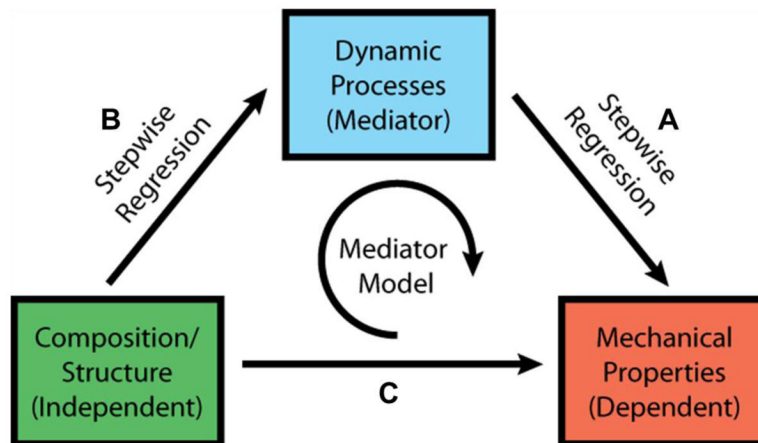 Dynamic
Processes
(Mediator)
B
Stepwise
Regression
A
Stepwise
Regression
Mediator
Model
Composition/
Structure
(Independent)
C
Mechanical
Properties
(Dependent)